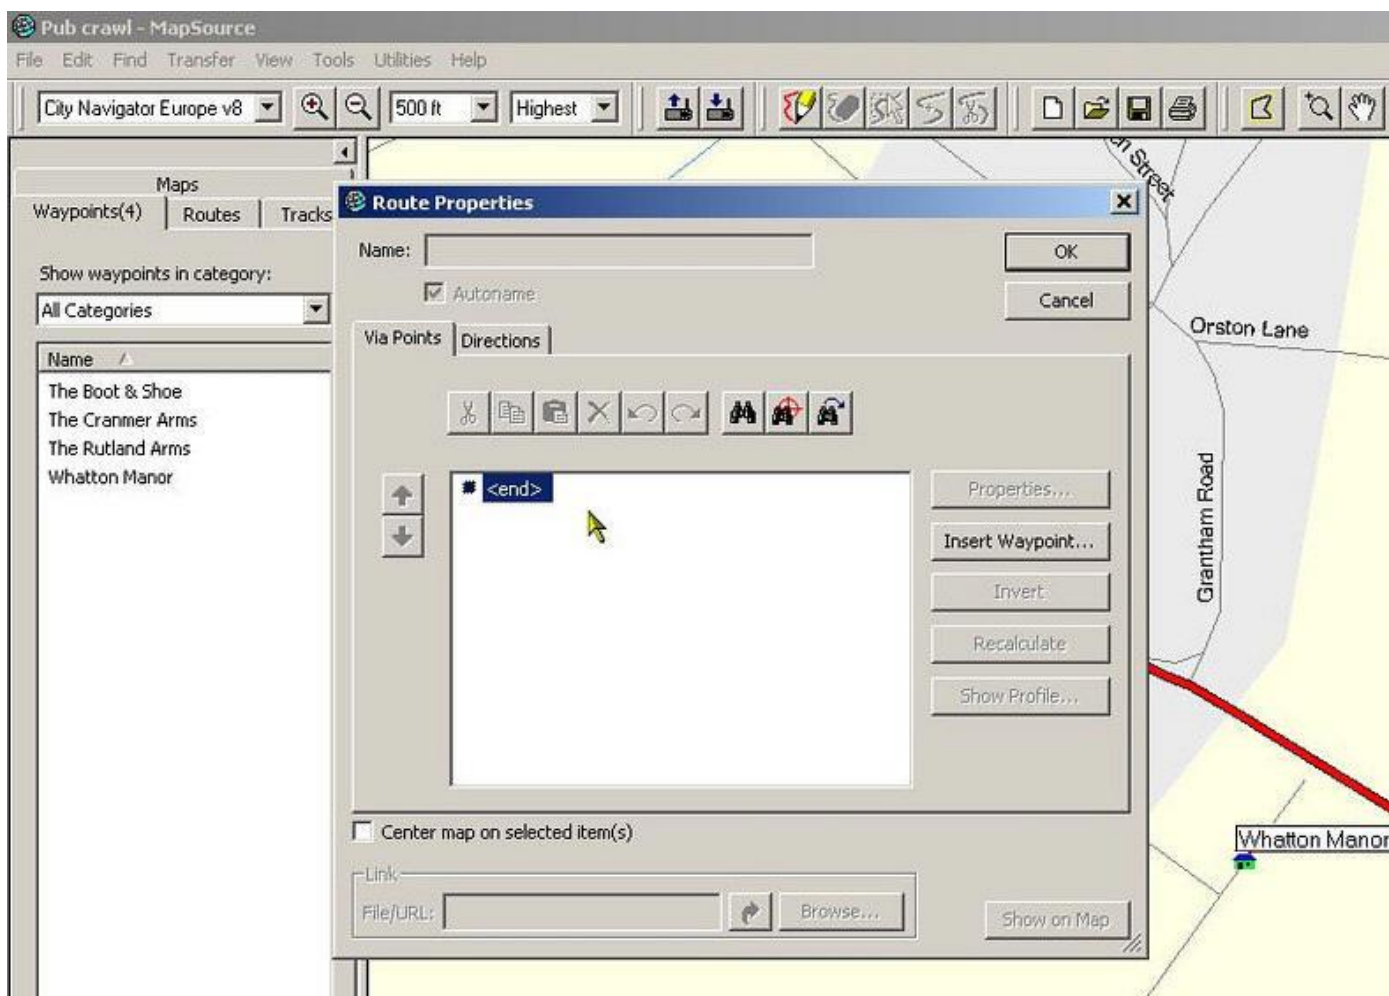 Pub crawl - MapSource
File Edit Find Transfer View Tools Utilities Help
City Navigator Europe v8 500 ft Highest
Maps
Waypoints(4) Routes Tracks
Show waypoints in category:
All Categories
Name
The Boot & Shoe
The Cranmer Arms
The Rutland Arms
Whatton Manor
Route Properties
Name:
OK
Autoname
Cancel
Via Points Directions
<end>
Properties...
Insert Waypoint...
Invert
Recalculate
Show Profile...
Center map on selected item(s)
Link
File/URL: Browse...
Show on Map
Street
Orston Lane
Grantham Road
Whatton Manor